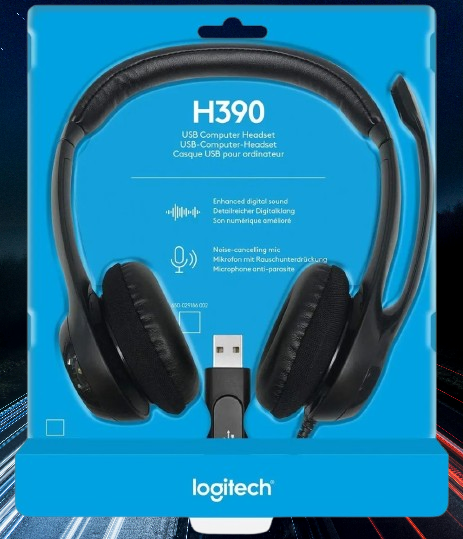 H390
USB Computer Headset
USB-Computer-Headset
Casque USB pour ordinateur
Enhanced digital sound
Detailreicher Digitalklang
Son numérique amélioré
Noise-cancelling mic
Mikrofon mit Rauschunterdrückung
Microphone anti-parasite
logitech